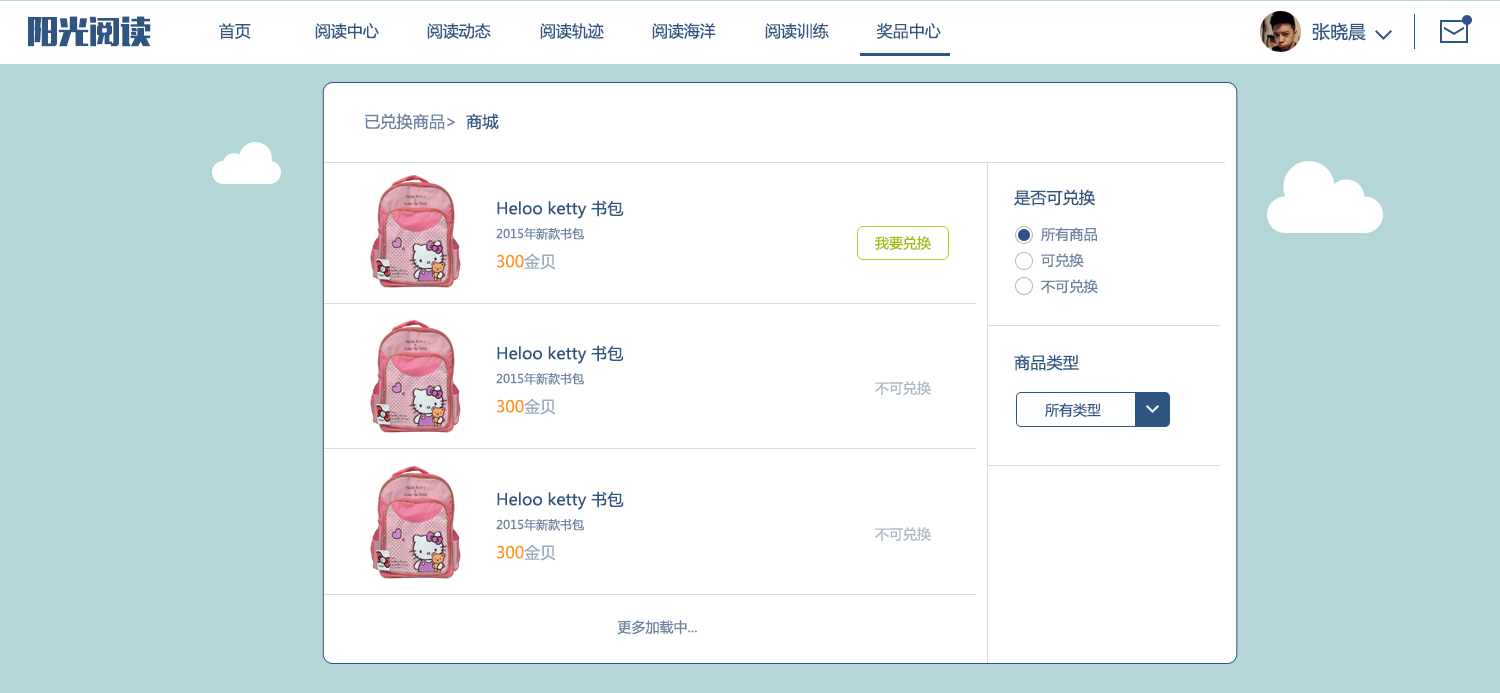 阳光阅读
首页 阅读中心 阅读动态 阅读轨迹 阅读海洋 阅读训练 奖品中心
张晓晨
已兑换商品> 商城
Heloo ketty 书包
2015年新款书包
300金贝
我要兑换
Heloo ketty 书包
2015年新款书包
300金贝
不可兑换
Heloo ketty 书包
2015年新款书包
300金贝
不可兑换
更多加载中...
是否可兑换
所有商品
可兑换
不可兑换
商品类型
所有类型